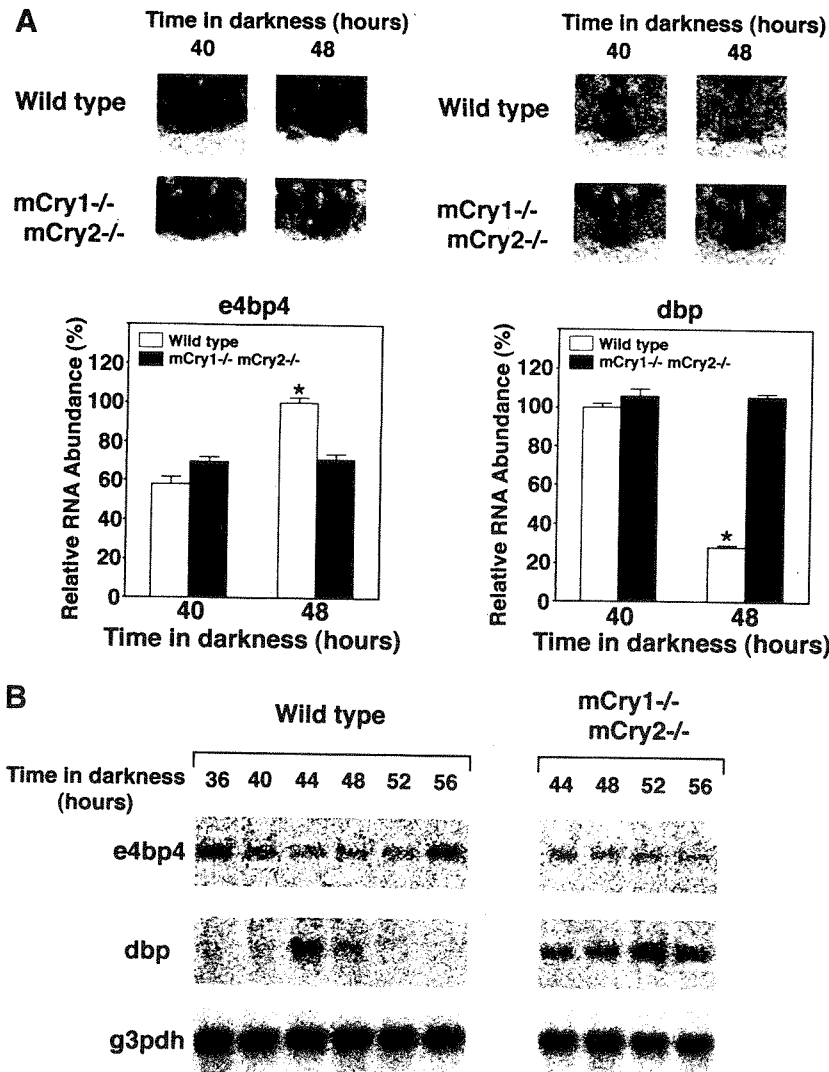 A
Time in darkness (hours)
40 48
Wild type
mCry1-/-
mCry2-/-
e4bp4
Relative RNA Abundance (%)
120
100
80
60
40
20
0
Wild type
mCry1-/- mCry2-/-
*
40 48
Time in darkness (hours)
Time in darkness (hours)
40 48
Wild type
mCry1-/-
mCry2-/-
dbp
Relative RNA Abundance (%)
120
100
80
60
40
20
0
Wild type
mCry1-/- mCry2-/-
*
40 48
Time in darkness (hours)
B
Wild type
mCry1-/-
mCry2-/-
Time in darkness
(hours)
36 40 44 48 52 56
44 48 52 56
e4bp4
dbp
g3pdh